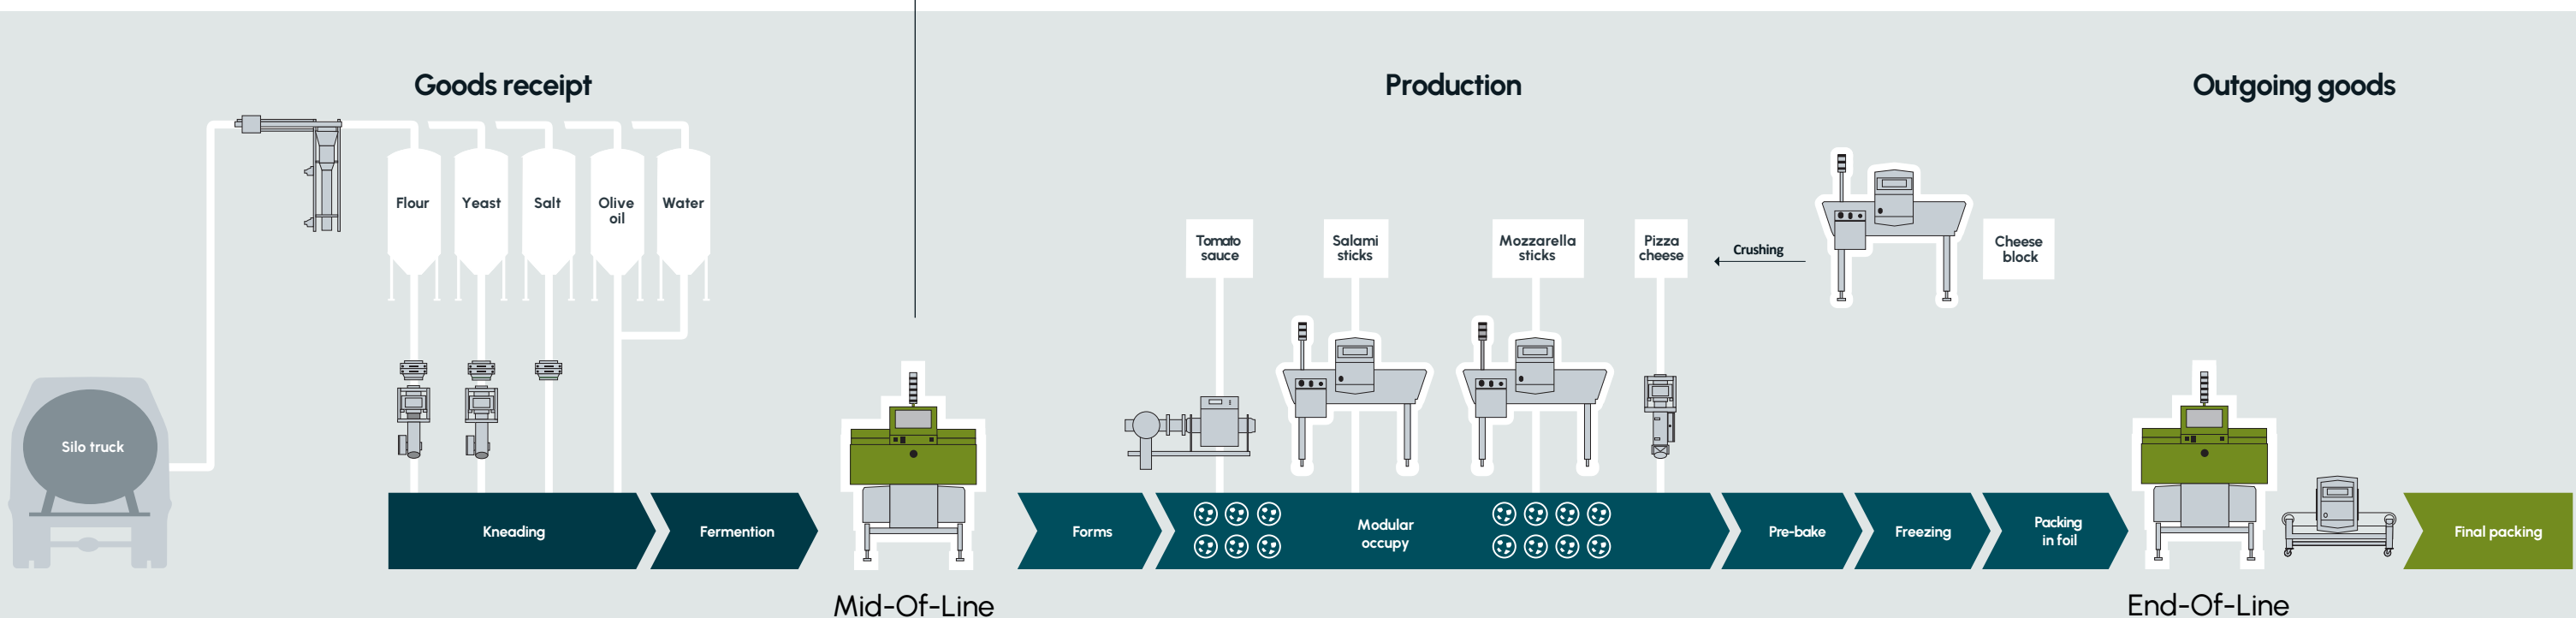 Goods receipt
Production
Outgoing goods
Flour
Yeast
Salt
Olive
oil
Water
Tomato
sauce
Salami
sticks
Mozzarella
sticks
Pizza
cheese
Crushing
Cheese
block
Silo truck
Kneading
Fermention
Forms
Modular
occupy
Pre-bake
Freezing
Packing
in foil
Final packing
Mid-Of-Line
End-Of-Line